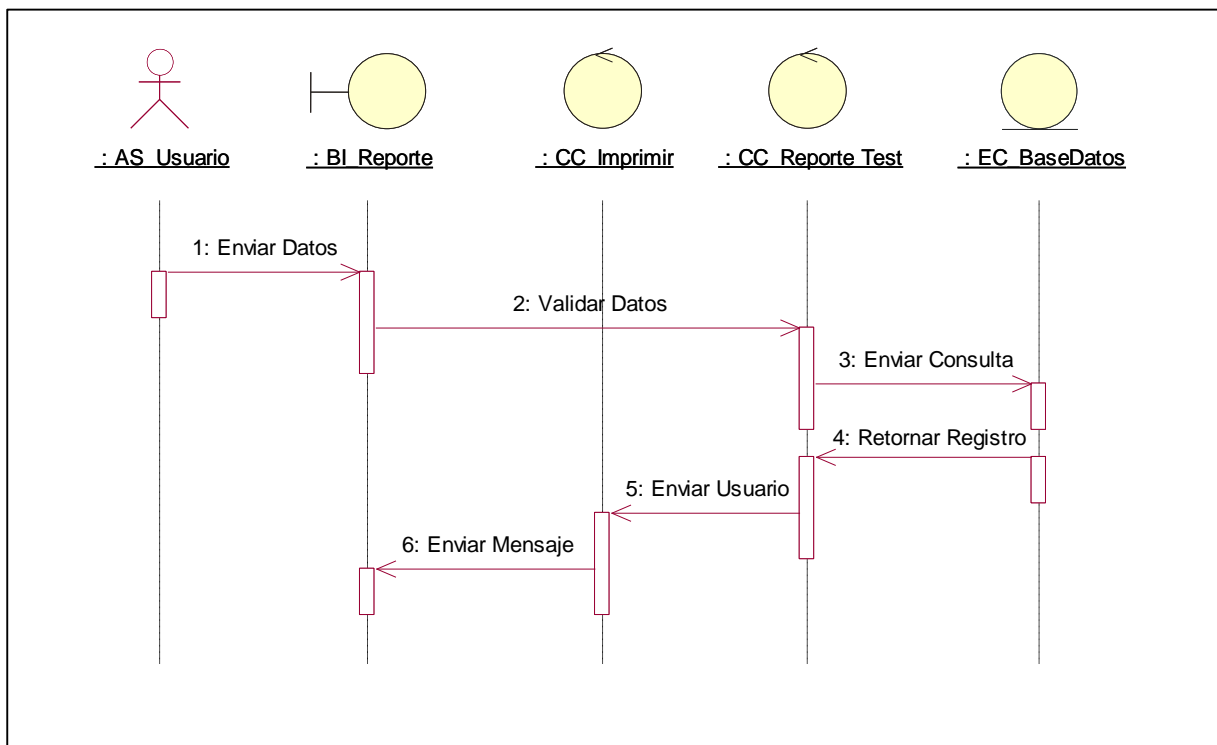 : AS_Usuario
: BI_Reporte
: CC_Imprimir
: CC_Reporte Test
: EC_BaseDatos
1: Enviar Datos
2: Validar Datos
3: Enviar Consulta
4: Retornar Registro
5: Enviar Usuario
6: Enviar Mensaje